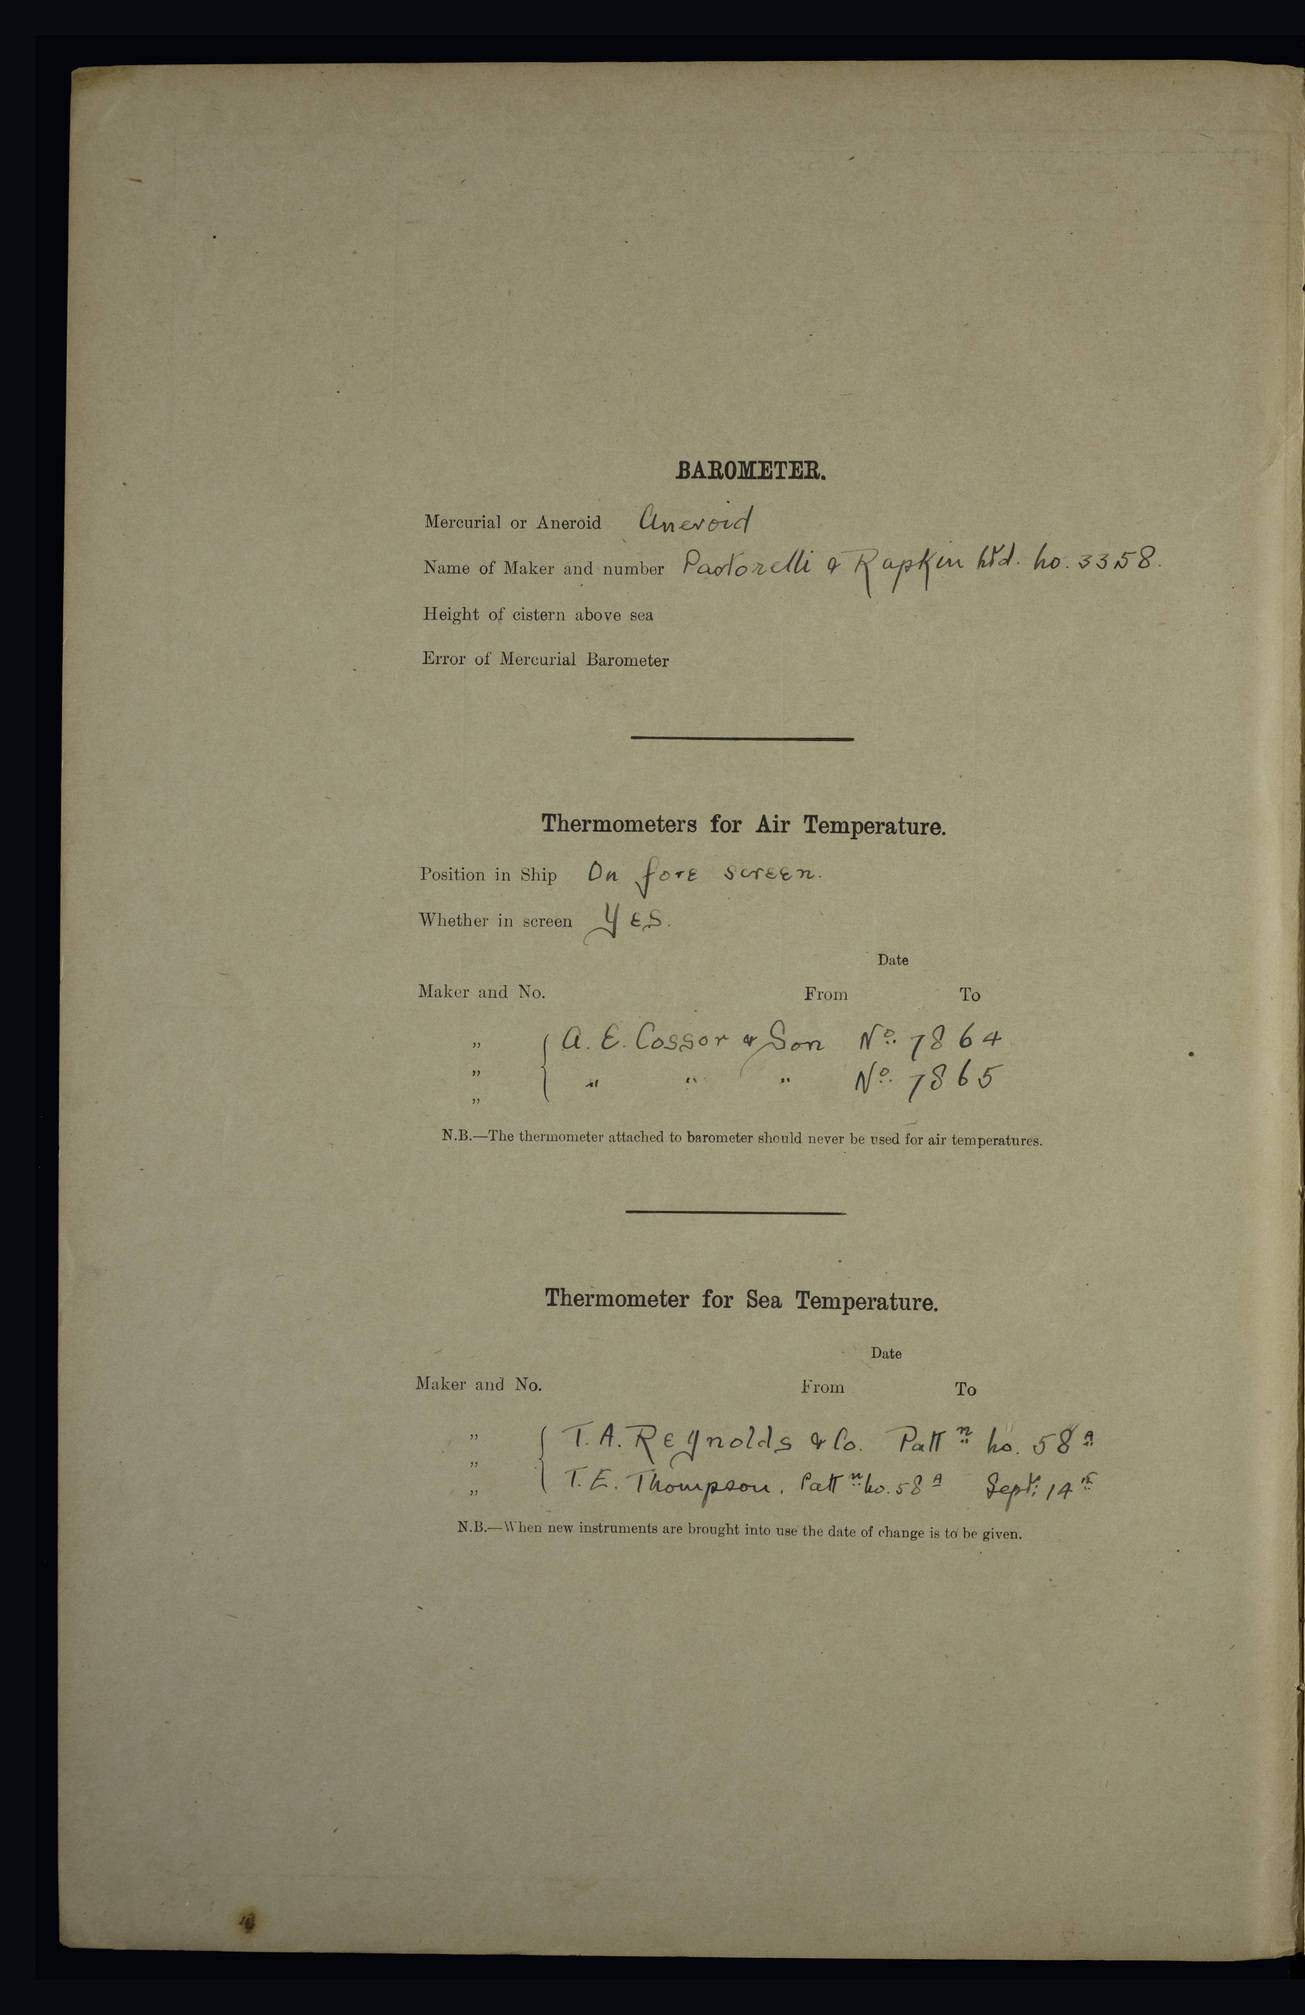 BAROMETER.
Mercurial or Aneroid Aneroid
Name of Maker and number Pastorelli & Rapkin Ltd. No. 3358.
Height of cistern above sea
Error of Mercurial Barometer
Thermometers for Air Temperature.
Position in Ship On fore screen.
Whether in screen Yes.
Date
Maker and No. From To
„ { A. E. Cossor & Son No. 7864
„ „ „ „ No. 7865
„
N.B.—The thermometer attached to barometer should never be used for air temperatures.
Thermometer for Sea Temperature.
Date
Maker and No. From To
„ { T. A. Reynolds & Co. Pattn No. 58A
„ T. E. Thompson. Pattn No. 58A Sept. 14th
„
N.B.—When new instruments are brought into use the date of change is to be given.